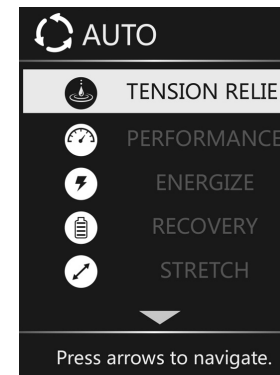 AUTO
TENSION RELIE
PERFORMANCE
ENERGIZE
RECOVERY
STRETCH
Press arrows to navigate.